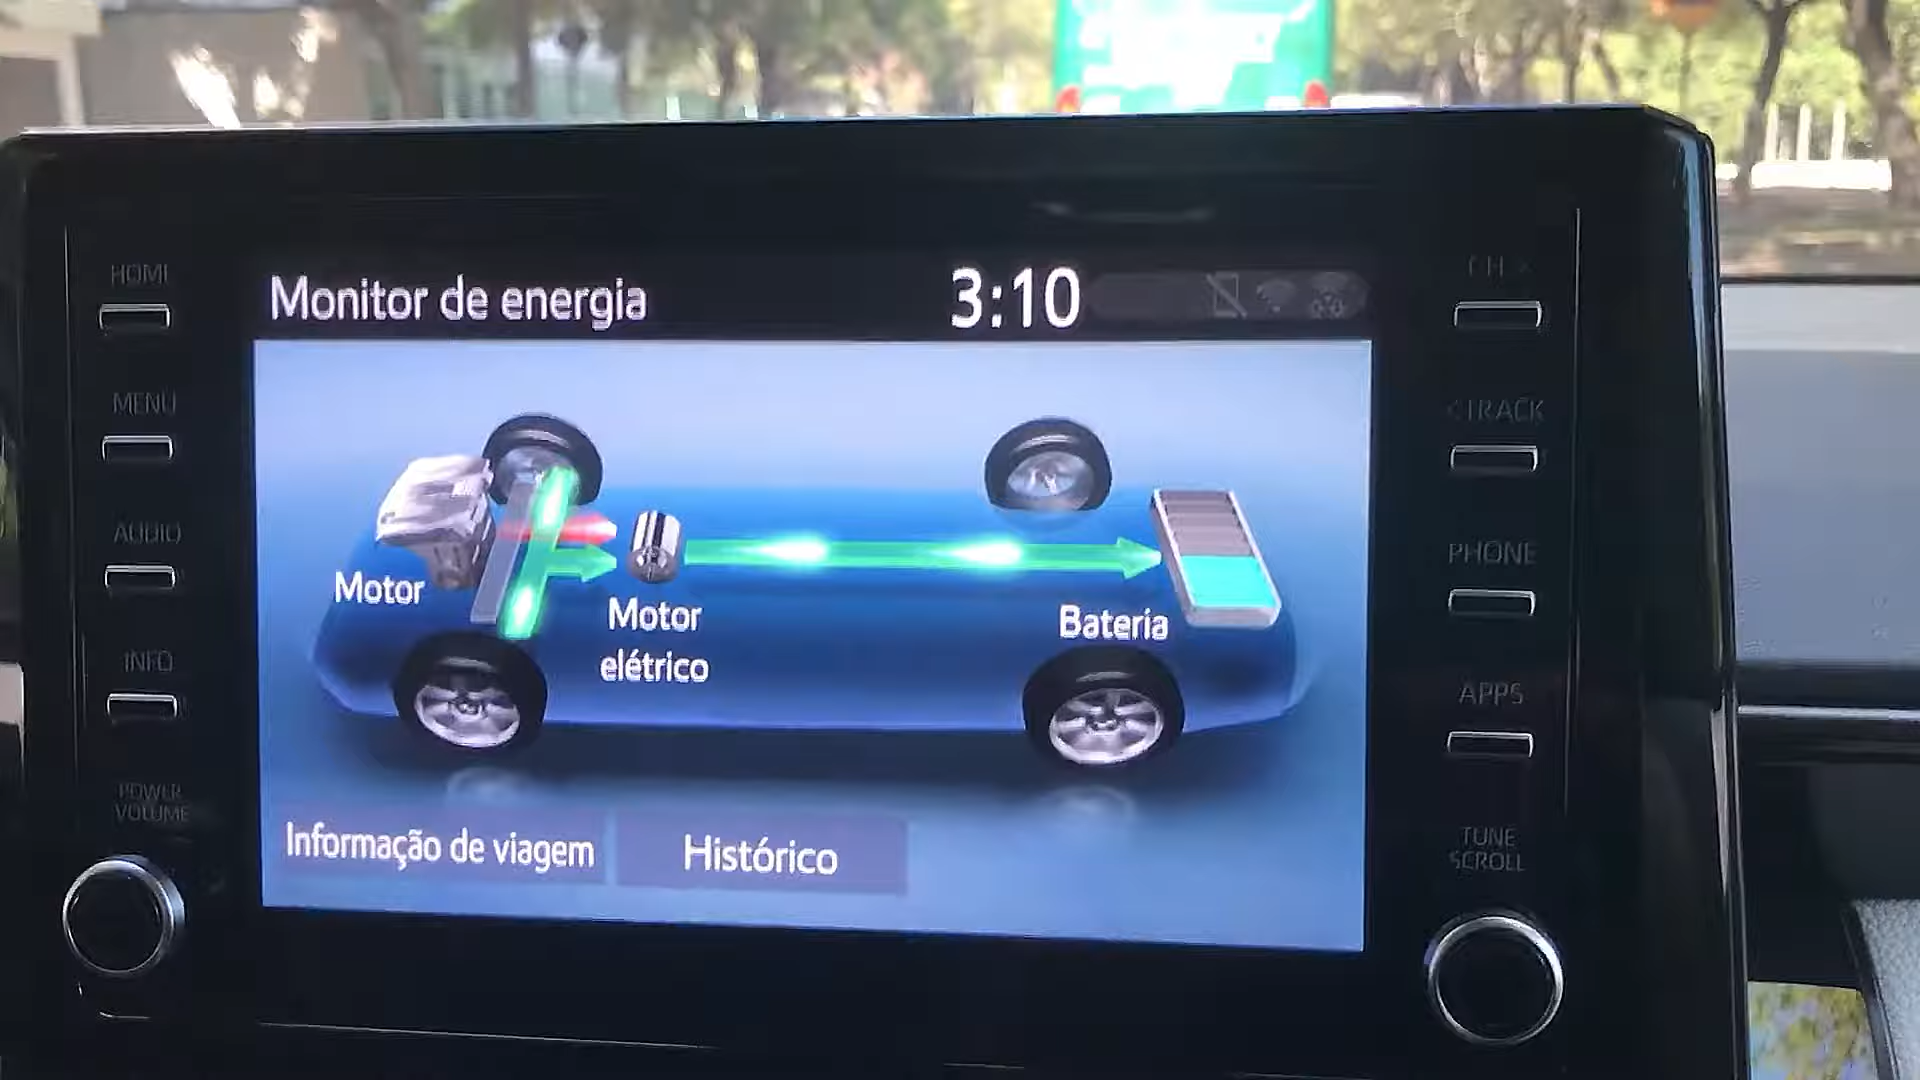 Monitor de energia
3:10
HOME
MENU
AUDIO
INFO
POWER
VOLUME
Motor
Motor
elétrico
Bateria
Informação de viagem
Histórico
CH >
< TRACK
PHONE
APPS
TUNE
SCROLL